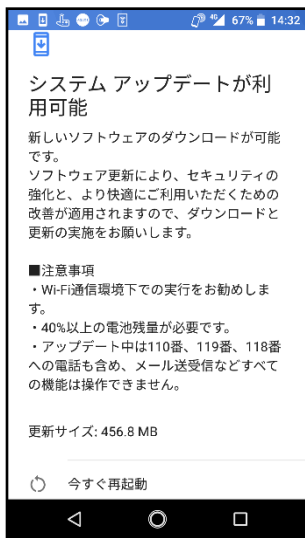 4G 67% 14:32
システム アップデートが利
用可能
新しいソフトウェアのダウンロードが可能
です。
ソフトウェア更新により、セキュリティの
強化と、より快適にご利用いただくための
改善が適用されますので、ダウンロードと
更新の実施をお願いします。
■注意事項
・Wi-Fi通信環境下での実行をお勧めしま
す。
・40%以上の電池残量が必要です。
・アップデート中は110番、119番、118番
への電話も含め、メール送受信などすべて
の機能は操作できません。
更新サイズ: 456.8 MB
今すぐ再起動